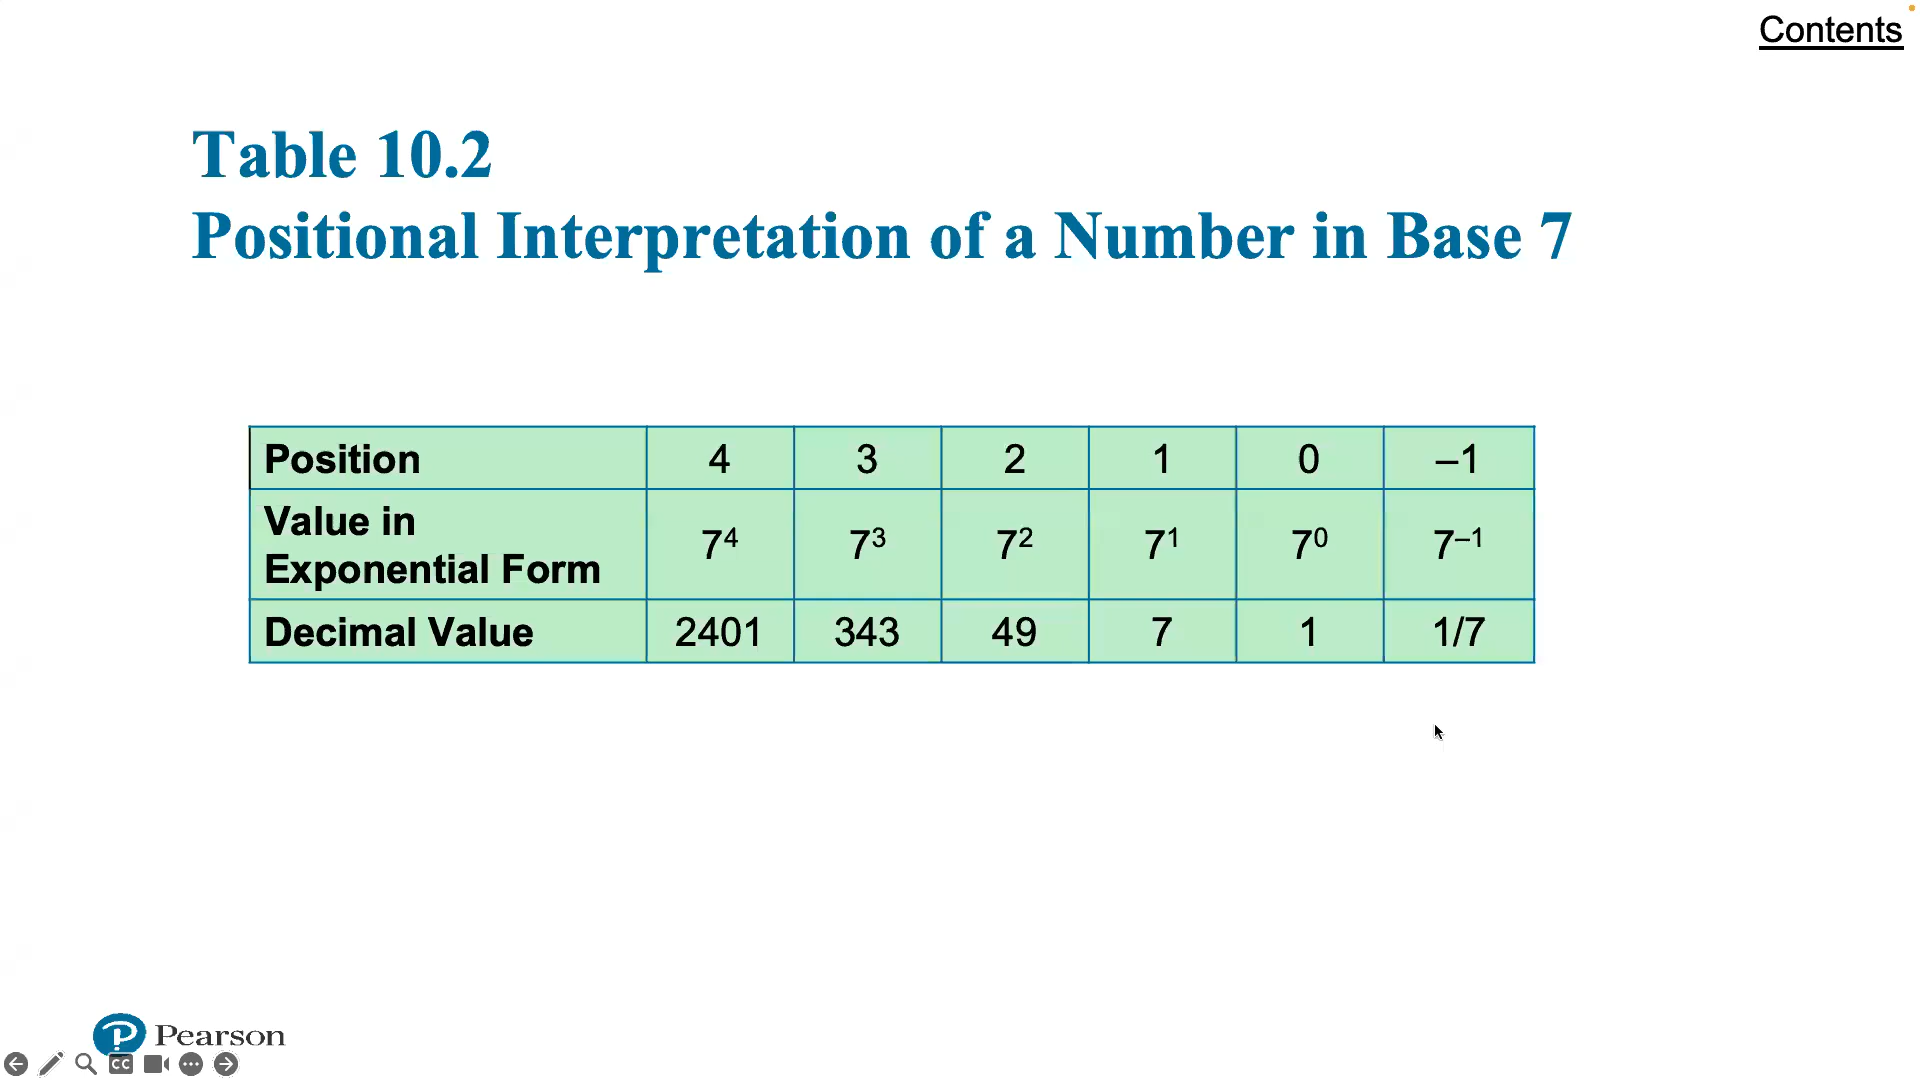 Contents
Table 10.2
Positional Interpretation of a Number in Base 7
Position 4 3 2 1 0 –1
Value in Exponential Form 7⁴ 7³ 7² 7¹ 7⁰ 7⁻¹
Decimal Value 2401 343 49 7 1 1/7
P Pearson
CC